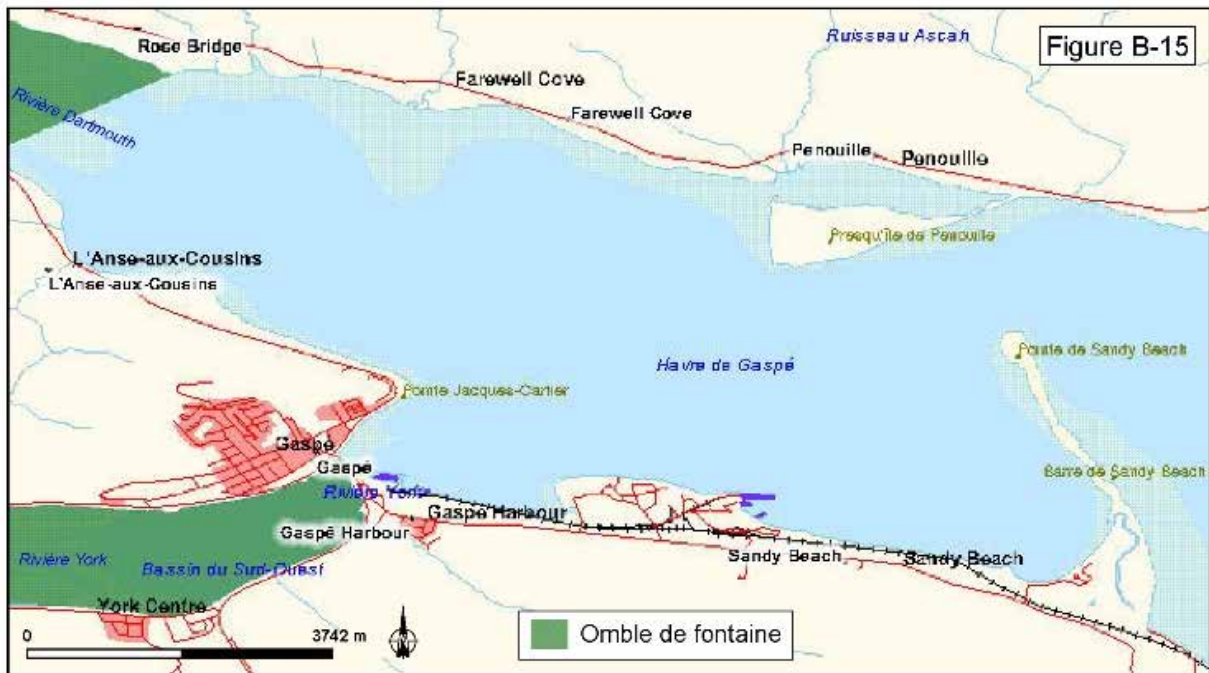 Ruisseau Ascah
Figure B-15
Rose Bridge
Farewell Cove
Rivière Dartmouth
Farewell Cove
Penouille
Penouille
Presqu'île de Penouille
L'Anse-aux-Cousins
L'Anse-aux-Cousins
Pointe de Sandy Beach
Havre de Gaspé
Pointe Jacques-Cartier
Gaspé
Gaspé
Barre de Sandy Beach
Rivière York
Gaspé Harbour
Gaspé Harbour
Sandy Beach
Sandy Beach
Rivière York
Bassin du Sud-Ouest
York Centre
0
3742 m
N
Omble de fontaine